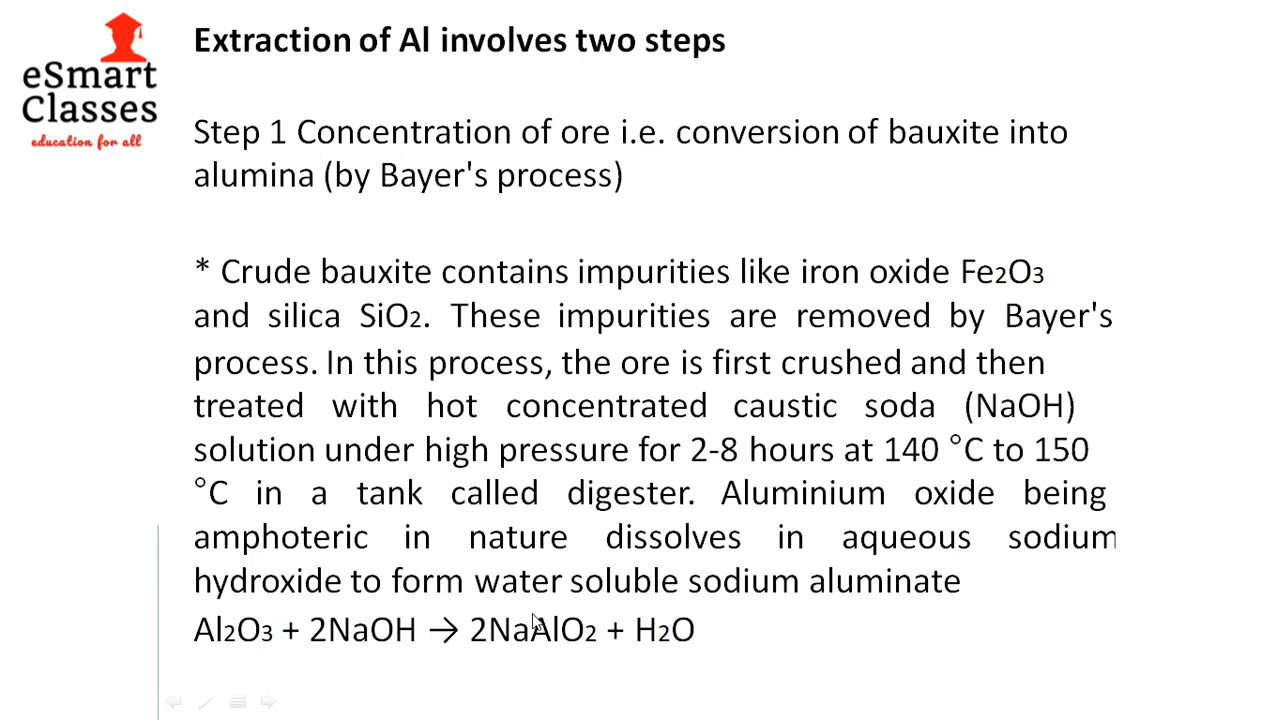 Extraction of Al involves two steps
eSmart
Classes
education for all
Step 1 Concentration of ore i.e. conversion of bauxite into
alumina (by Bayer's process)
* Crude bauxite contains impurities like iron oxide Fe2O3
and silica SiO2. These impurities are removed by Bayer's
process. In this process, the ore is first crushed and then
treated with hot concentrated caustic soda (NaOH)
solution under high pressure for 2-8 hours at 140 °C to 150
°C in a tank called digester. Aluminium oxide being
amphoteric in nature dissolves in aqueous sodium
hydroxide to form water soluble sodium aluminate
Al2O3 + 2NaOH → 2NaAlO2 + H2O